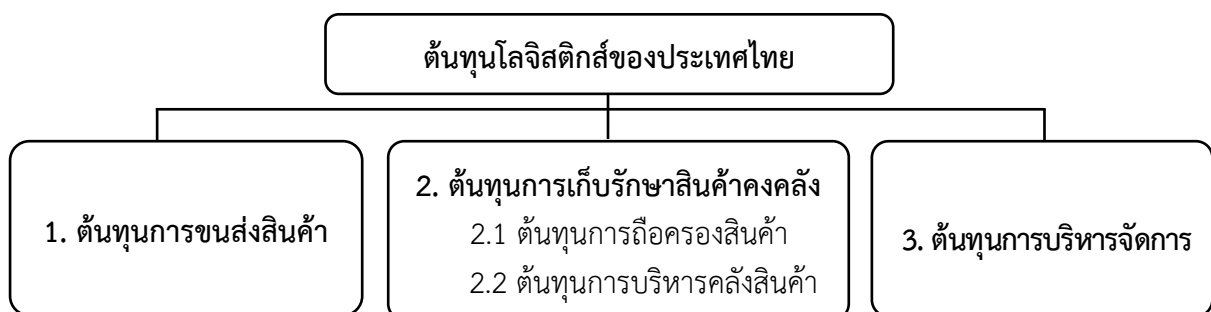 ต้นทุนโลจิสติกส์ของประเทศไทย
1. ต้นทุนการขนส่งสินค้า
2. ต้นทุนการเก็บรักษาสินค้าคงคลัง
2.1 ต้นทุนการถือครองสินค้า
2.2 ต้นทุนการบริหารคลังสินค้า
3. ต้นทุนการบริหารจัดการ